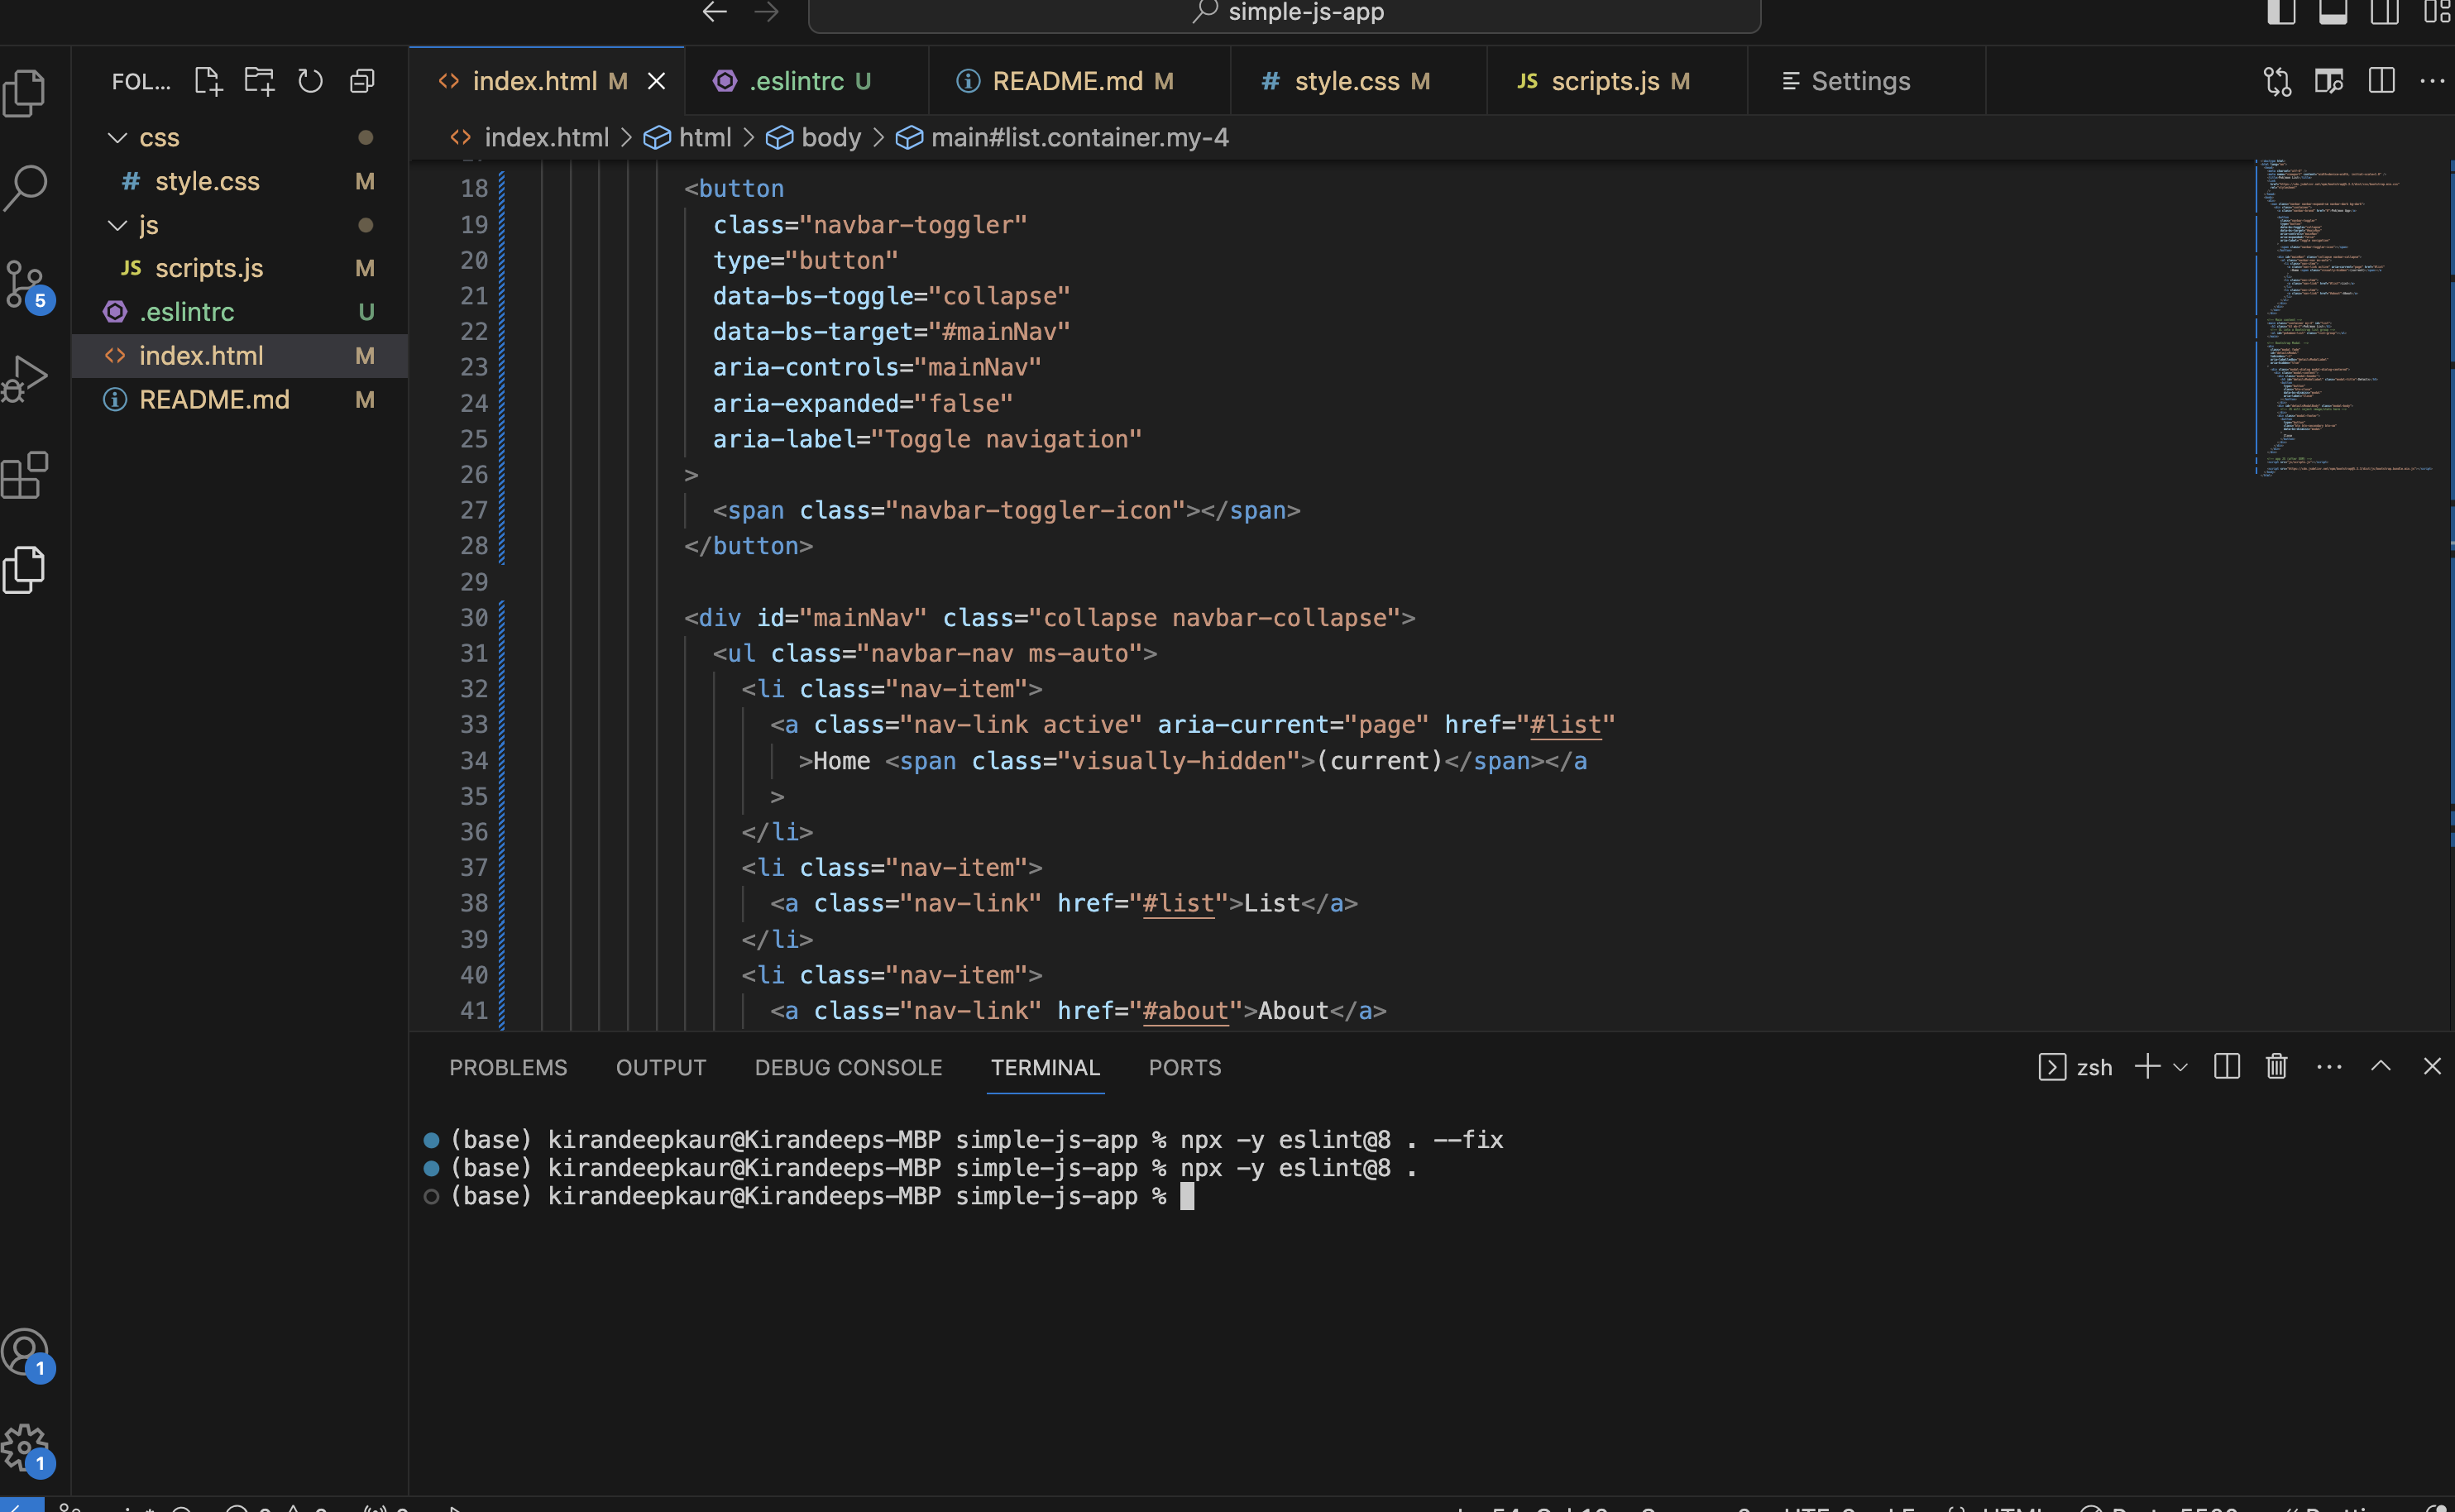 simple-js-app
FOL...
index.html M
.eslintrc U
README.md M
style.css M
scripts.js M
Settings
index.html > html > body > main#list.container.my-4
css
style.css M
js
JS scripts.js M
.eslintrc U
index.html M
README.md M
5
1
1
18 <button
19 class="navbar-toggler"
20 type="button"
21 data-bs-toggle="collapse"
22 data-bs-target="#mainNav"
23 aria-controls="mainNav"
24 aria-expanded="false"
25 aria-label="Toggle navigation"
26 >
27 <span class="navbar-toggler-icon"></span>
28 </button>
29
30 <div id="mainNav" class="collapse navbar-collapse">
31 <ul class="navbar-nav ms-auto">
32 <li class="nav-item">
33 <a class="nav-link active" aria-current="page" href="#list"
34 >Home <span class="visually-hidden">(current)</span></a
35 >
36 </li>
37 <li class="nav-item">
38 <a class="nav-link" href="#list">List</a>
39 </li>
40 <li class="nav-item">
41 <a class="nav-link" href="#about">About</a>
PROBLEMS OUTPUT DEBUG CONSOLE TERMINAL PORTS
zsh
(base) kirandeepkaur@Kirandeeps-MBP simple-js-app % npx -y eslint@8 . --fix
(base) kirandeepkaur@Kirandeeps-MBP simple-js-app % npx -y eslint@8 .
(base) kirandeepkaur@Kirandeeps-MBP simple-js-app %